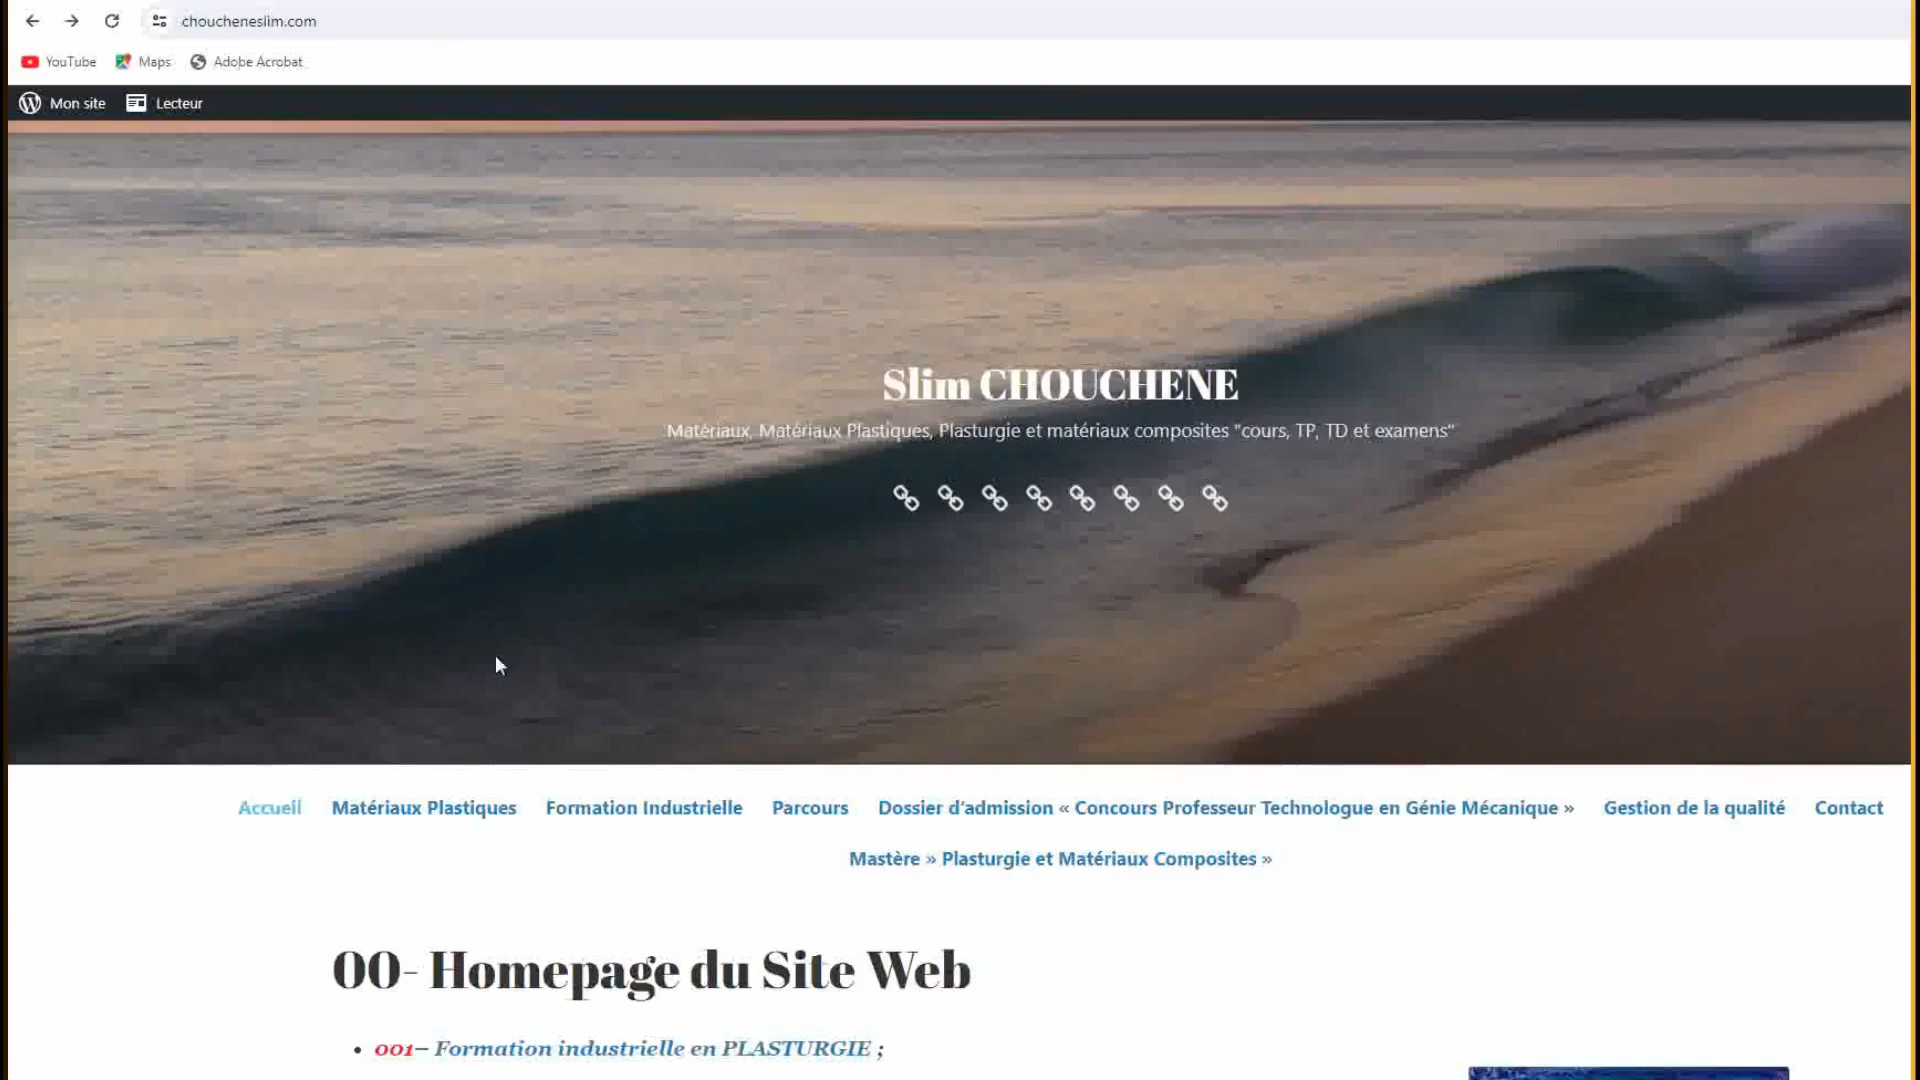 choucheneslim.com
YouTube Maps Adobe Acrobat
Mon site Lecteur
Slim CHOUCHENE
Matériaux, Matériaux Plastiques, Plasturgie et matériaux composites "cours, TP, TD et examens"
Accueil Matériaux Plastiques Formation Industrielle Parcours Dossier d'admission « Concours Professeur Technologue en Génie Mécanique » Gestion de la qualité Contact
Mastère » Plasturgie et Matériaux Composites »
00- Homepage du Site Web
• 001– Formation industrielle en PLASTURGIE ;